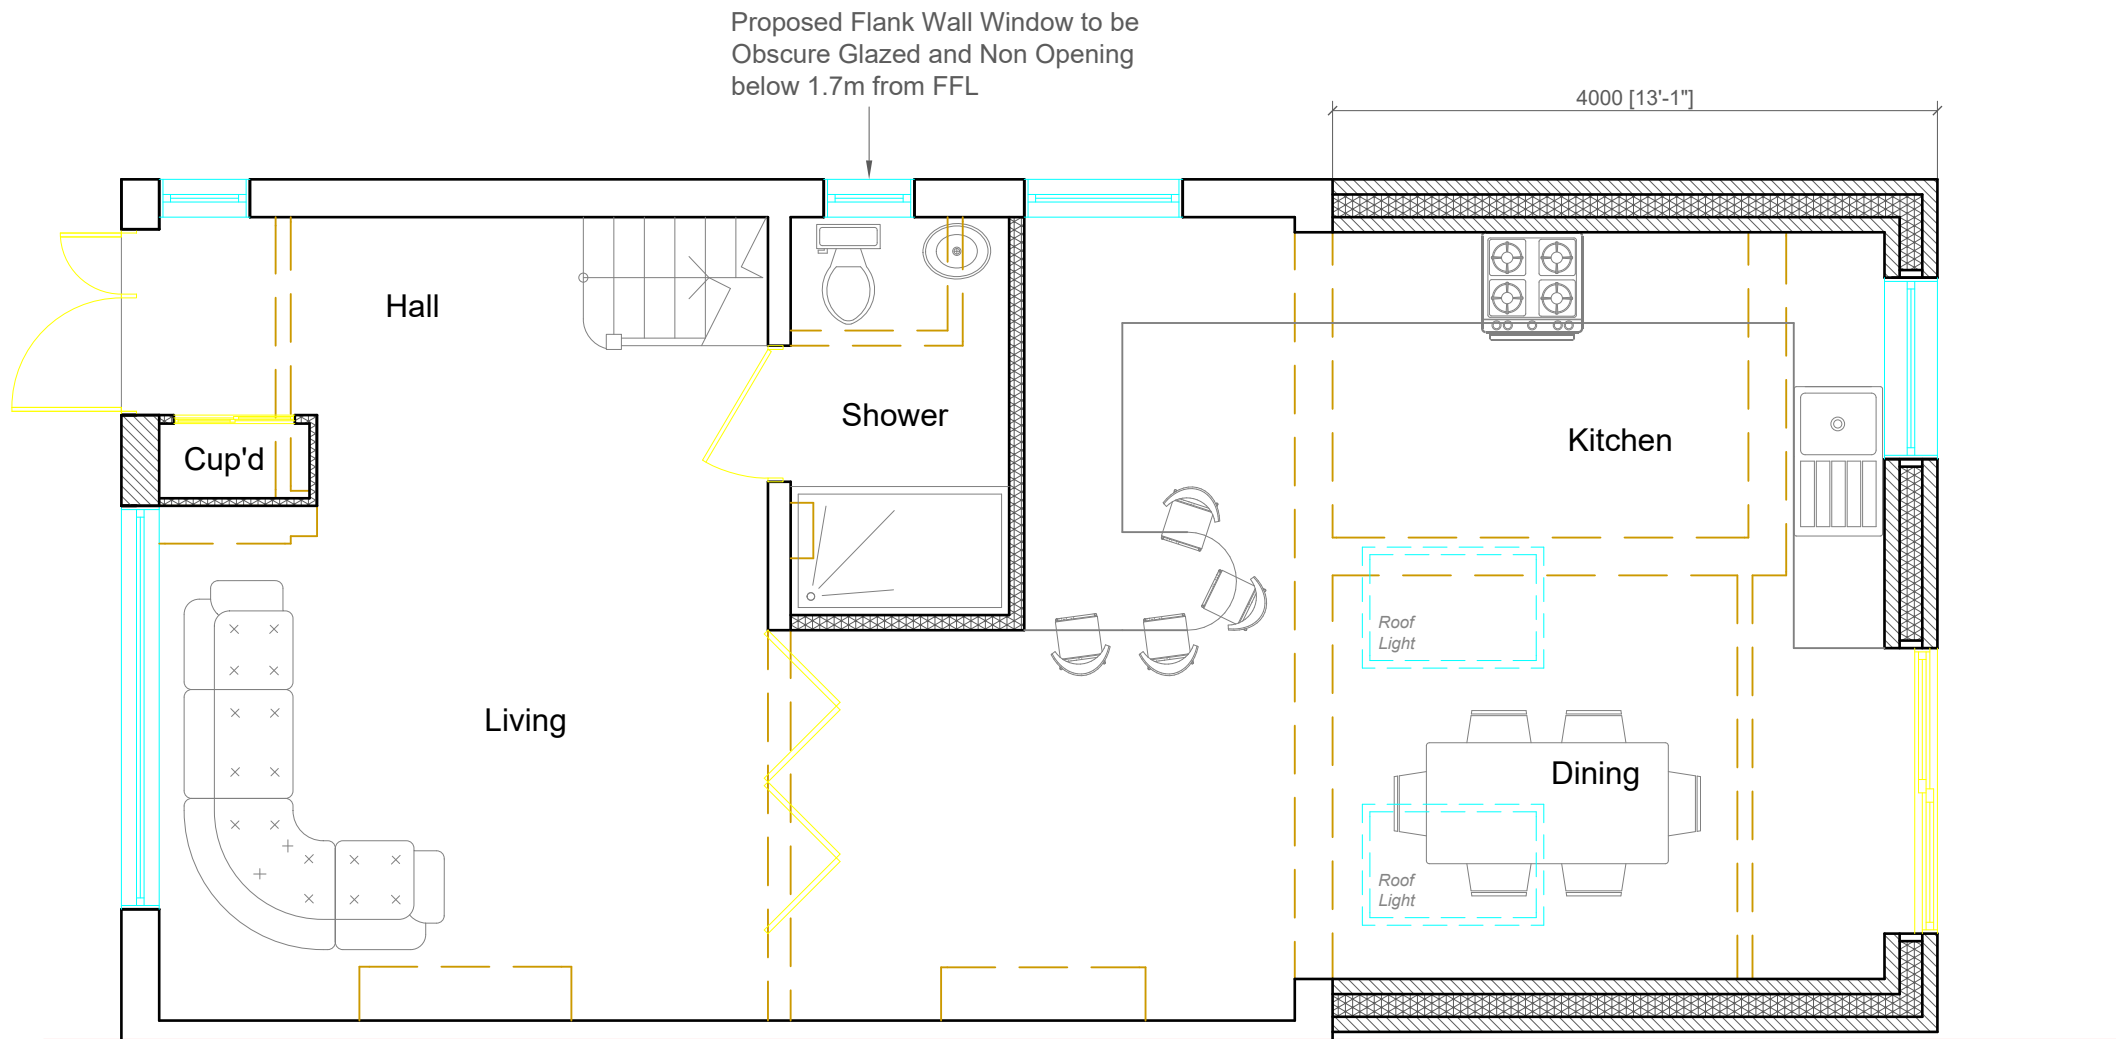 Proposed Flank Wall Window to be
Obscure Glazed and Non Opening
below 1.7m from FFL
4000 [13'-1"]
Hall
Shower
Kitchen
Cup'd
Roof
Light
Living
Dining
Roof
Light